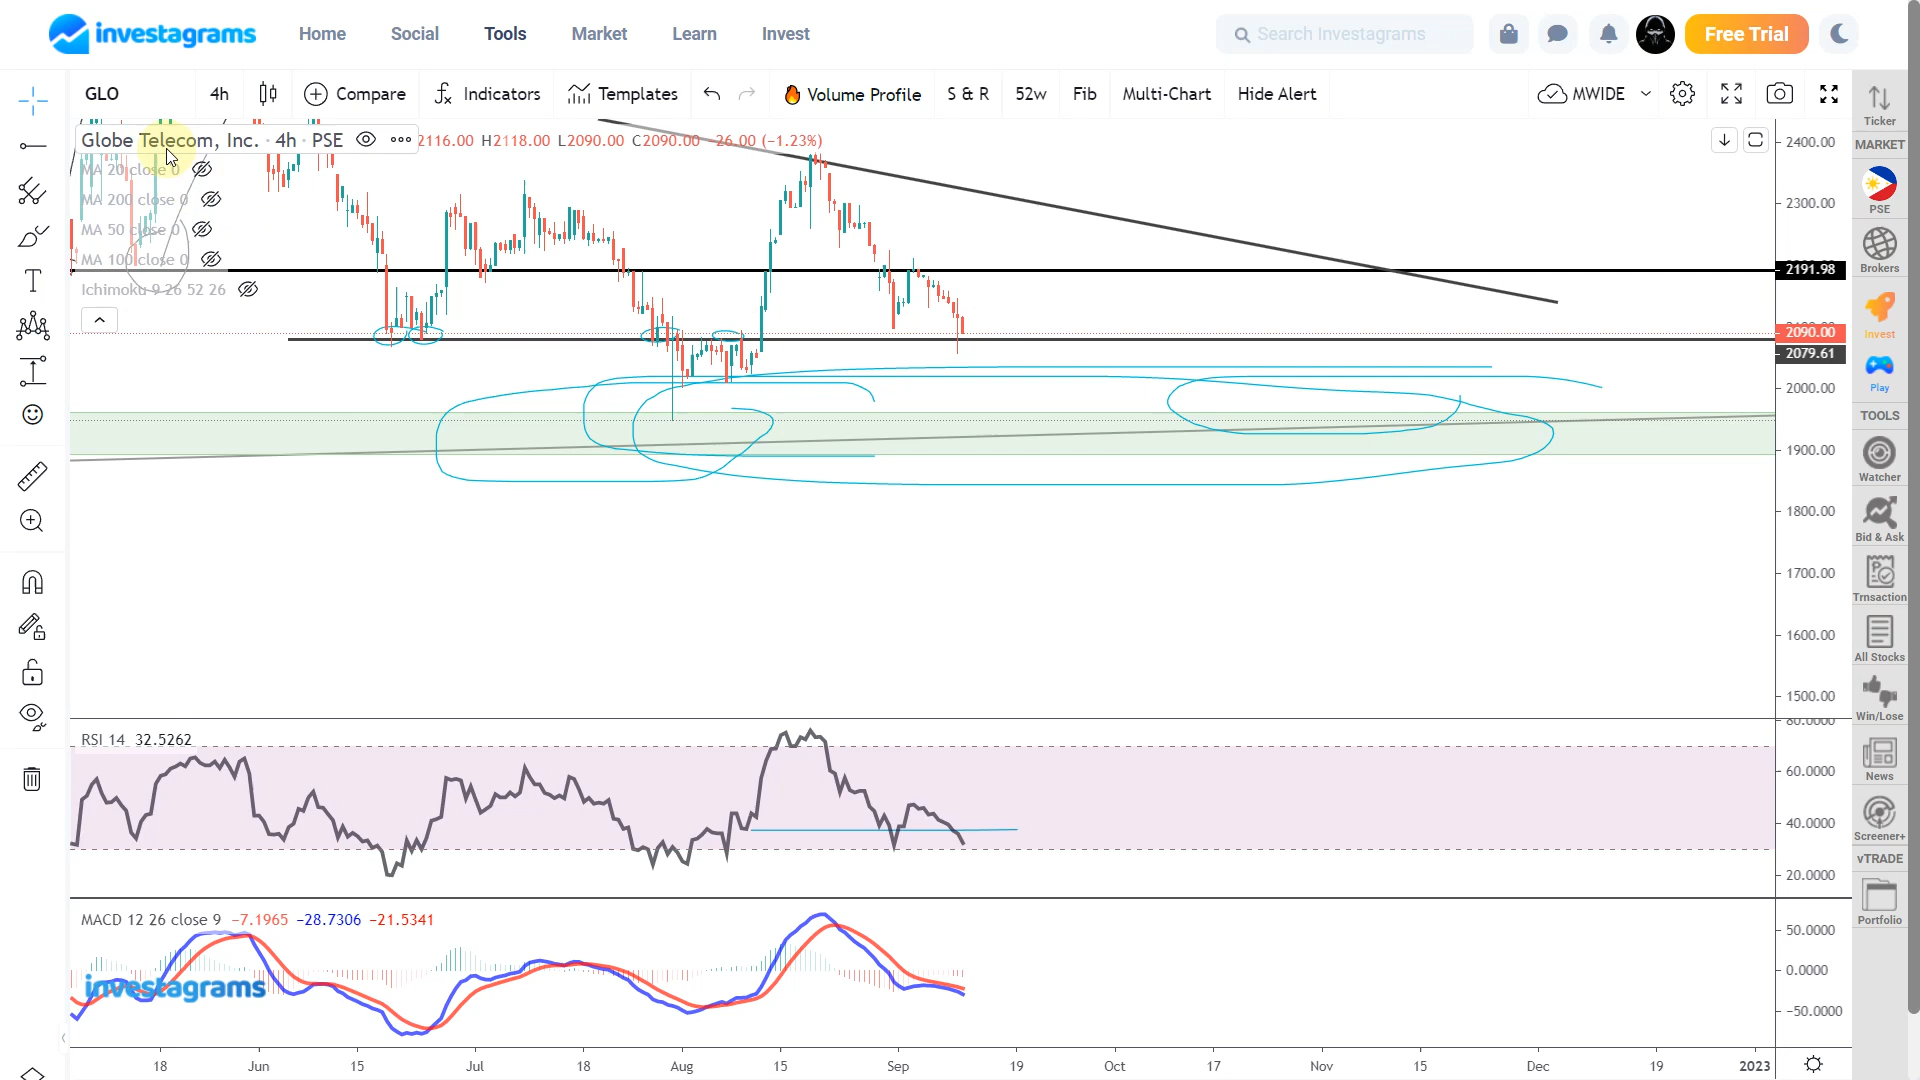 investagrams Home Social Tools Market Learn Invest Search Investagrams Free Trial
GLO 4h Compare Indicators Templates Volume Profile S & R 52w Fib Multi-Chart Hide Alert MWIDE
Globe Telecom, Inc. · 4h · PSE 2116.00 H2118.00 L2090.00 C2090.00 −26.00 (−1.23%)
MA 20 close 0
MA 200 close 0
MA 50 close 0
MA 100 close 0
Ichimoku 9 26 52 26
2400.00
2300.00
2191.98
2090.00
2079.61
2000.00
1900.00
1800.00
1700.00
1600.00
1500.00
RSI 14 32.5262
80.0000
60.0000
40.0000
20.0000
MACD 12 26 close 9 −7.1965 −28.7306 −21.5341
investagrams
50.0000
0.0000
−50.0000
18 Jun 15 Jul 18 Aug 15 Sep 19 Oct 17 Nov 15 Dec 19 2023
Ticker
MARKET
PSE
Brokers
Invest
Play
TOOLS
Watcher
Bid & Ask
Trnsaction
All Stocks
Win/Lose
News
Screener+
vTRADE
Portfolio